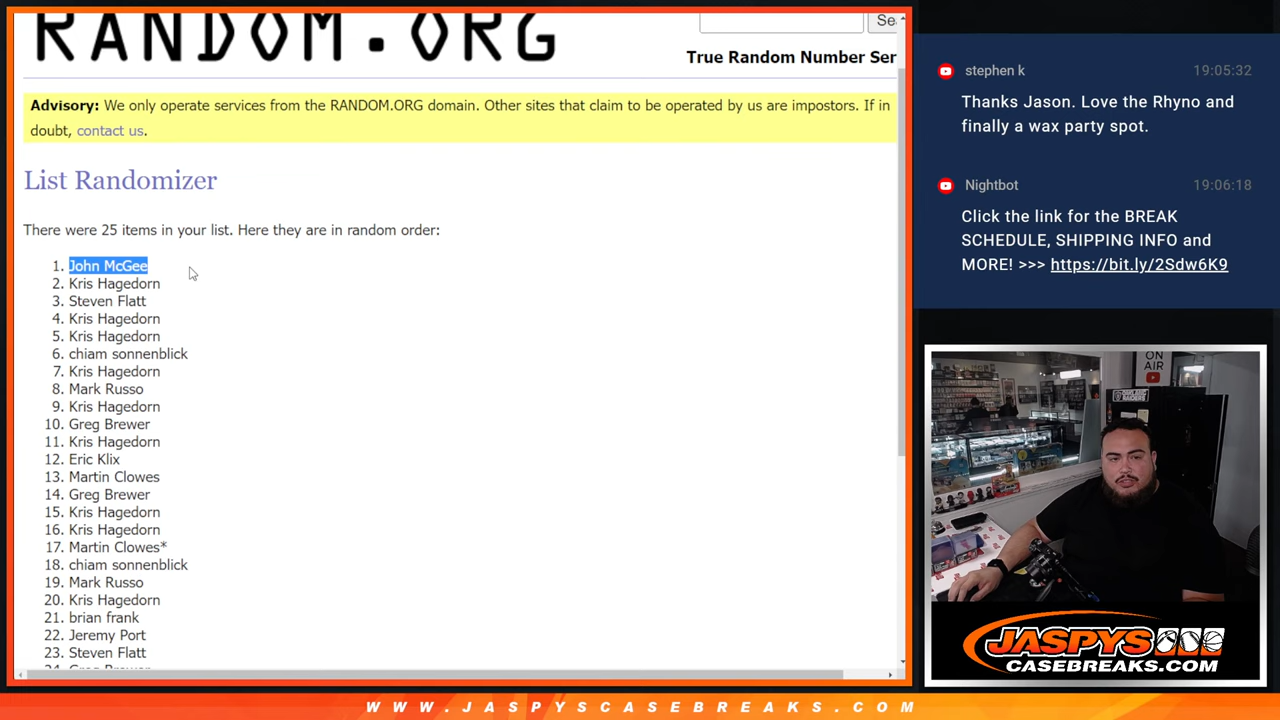 RANDOM.ORG
Se
True Random Number Ser
Advisory: We only operate services from the RANDOM.ORG domain. Other sites that claim to be operated by us are impostors. If in
doubt, contact us.
List Randomizer
There were 25 items in your list. Here they are in random order:
1. John McGee
2. Kris Hagedorn
3. Steven Flatt
4. Kris Hagedorn
5. Kris Hagedorn
6. chiam sonnenblick
7. Kris Hagedorn
8. Mark Russo
9. Kris Hagedorn
10. Greg Brewer
11. Kris Hagedorn
12. Eric Klix
13. Martin Clowes
14. Greg Brewer
15. Kris Hagedorn
16. Kris Hagedorn
17. Martin Clowes*
18. chiam sonnenblick
19. Mark Russo
20. Kris Hagedorn
21. brian frank
22. Jeremy Port
23. Steven Flatt
24. Greg Brewer
stephen k 19:05:32
Thanks Jason. Love the Rhyno and
finally a wax party spot.
Nightbot 19:06:18
Click the link for the BREAK
SCHEDULE, SHIPPING INFO and
MORE! >>> https://bit.ly/2Sdw6K9
ON
AIR
RAIDERS
JASPYS
CASEBREAKS.COM
WWW.JASPYSCASEBREAKS.COM